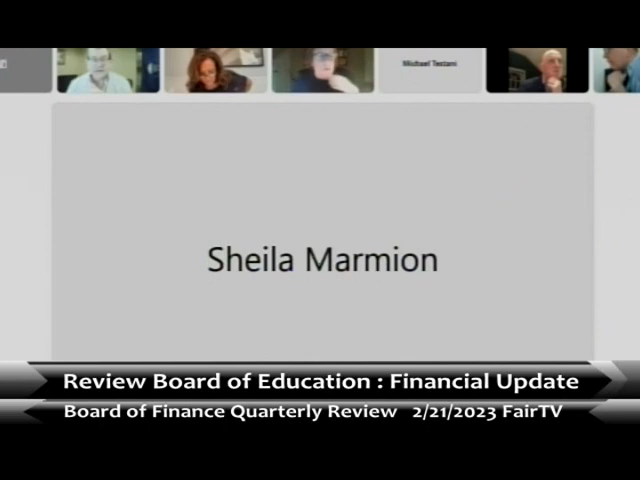 Michael Testani
Sheila Marmion
Review Board of Education : Financial Update
Board of Finance Quarterly Review 2/21/2023 FairTV